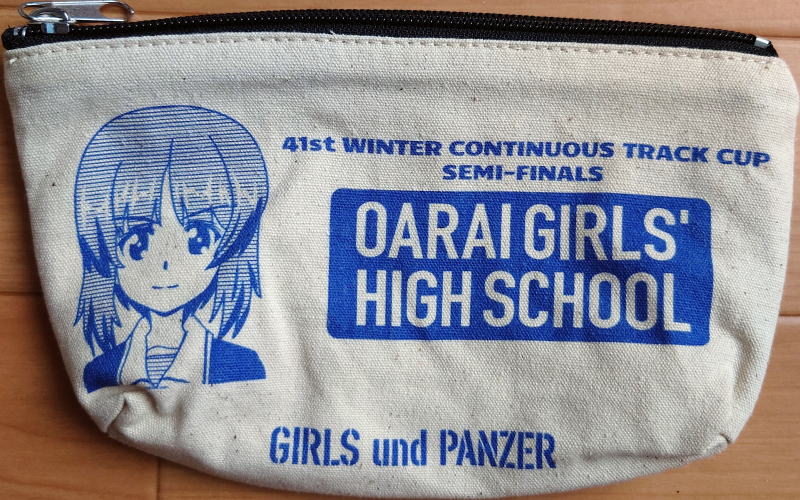 41st WINTER CONTINUOUS TRACK CUP
SEMI-FINALS
OARAI GIRLS'
HIGH SCHOOL
GIRLS und PANZER